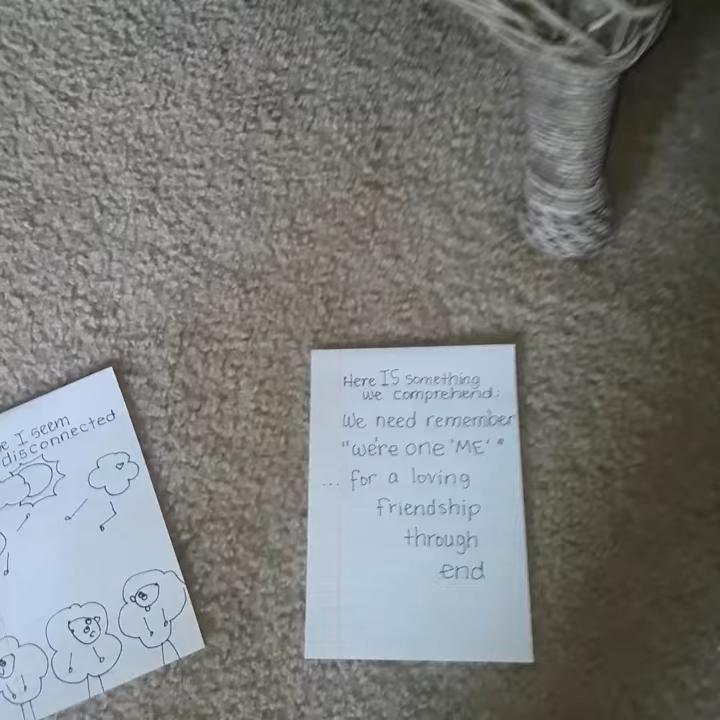 e I seem
disconnected
Here IS something
we comprehend:
We need remember
"we're one 'ME' "
... for a loving
friendship
through
end